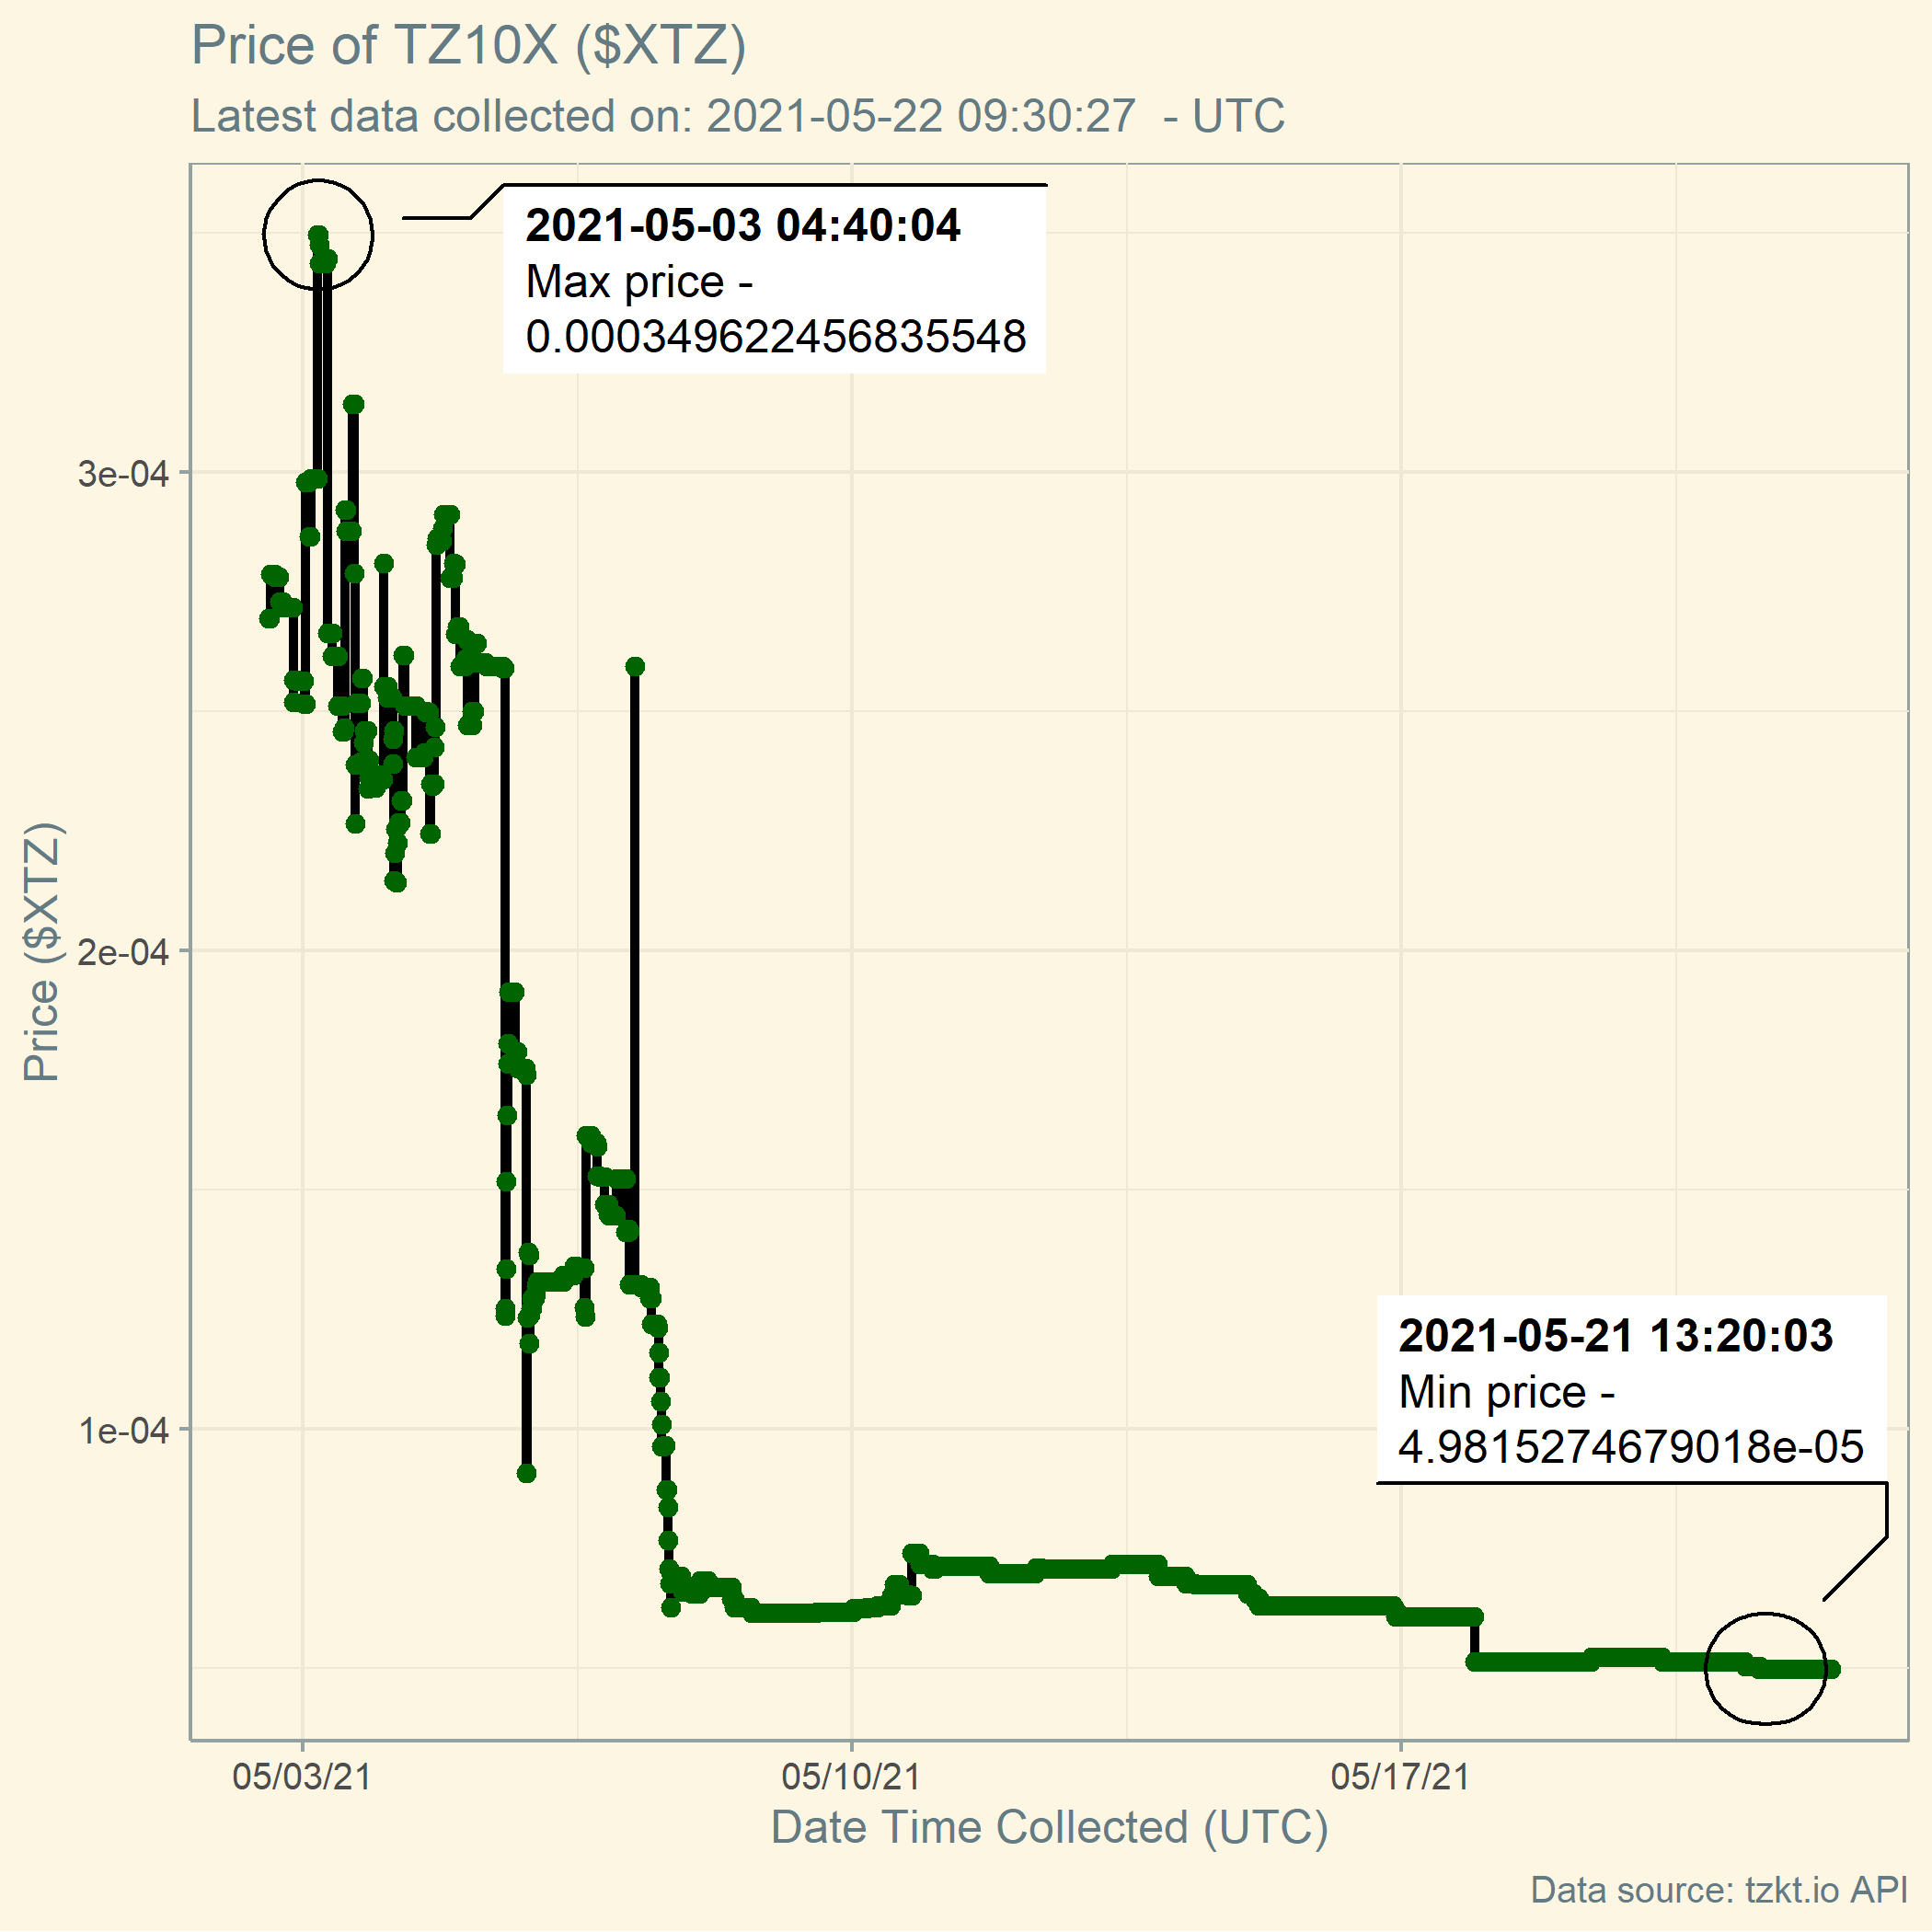 Price of TZ10X ($XTZ)
Latest data collected on: 2021-05-22 09:30:27  - UTC
2021-05-03 04:40:04
Max price -
0.000349622456835548
3e-04
2e-04
1e-04
Price ($XTZ)
2021-05-21 13:20:03
Min price -
4.9815274679018e-05
05/03/21
05/10/21
05/17/21
Date Time Collected (UTC)
Data source: tzkt.io API